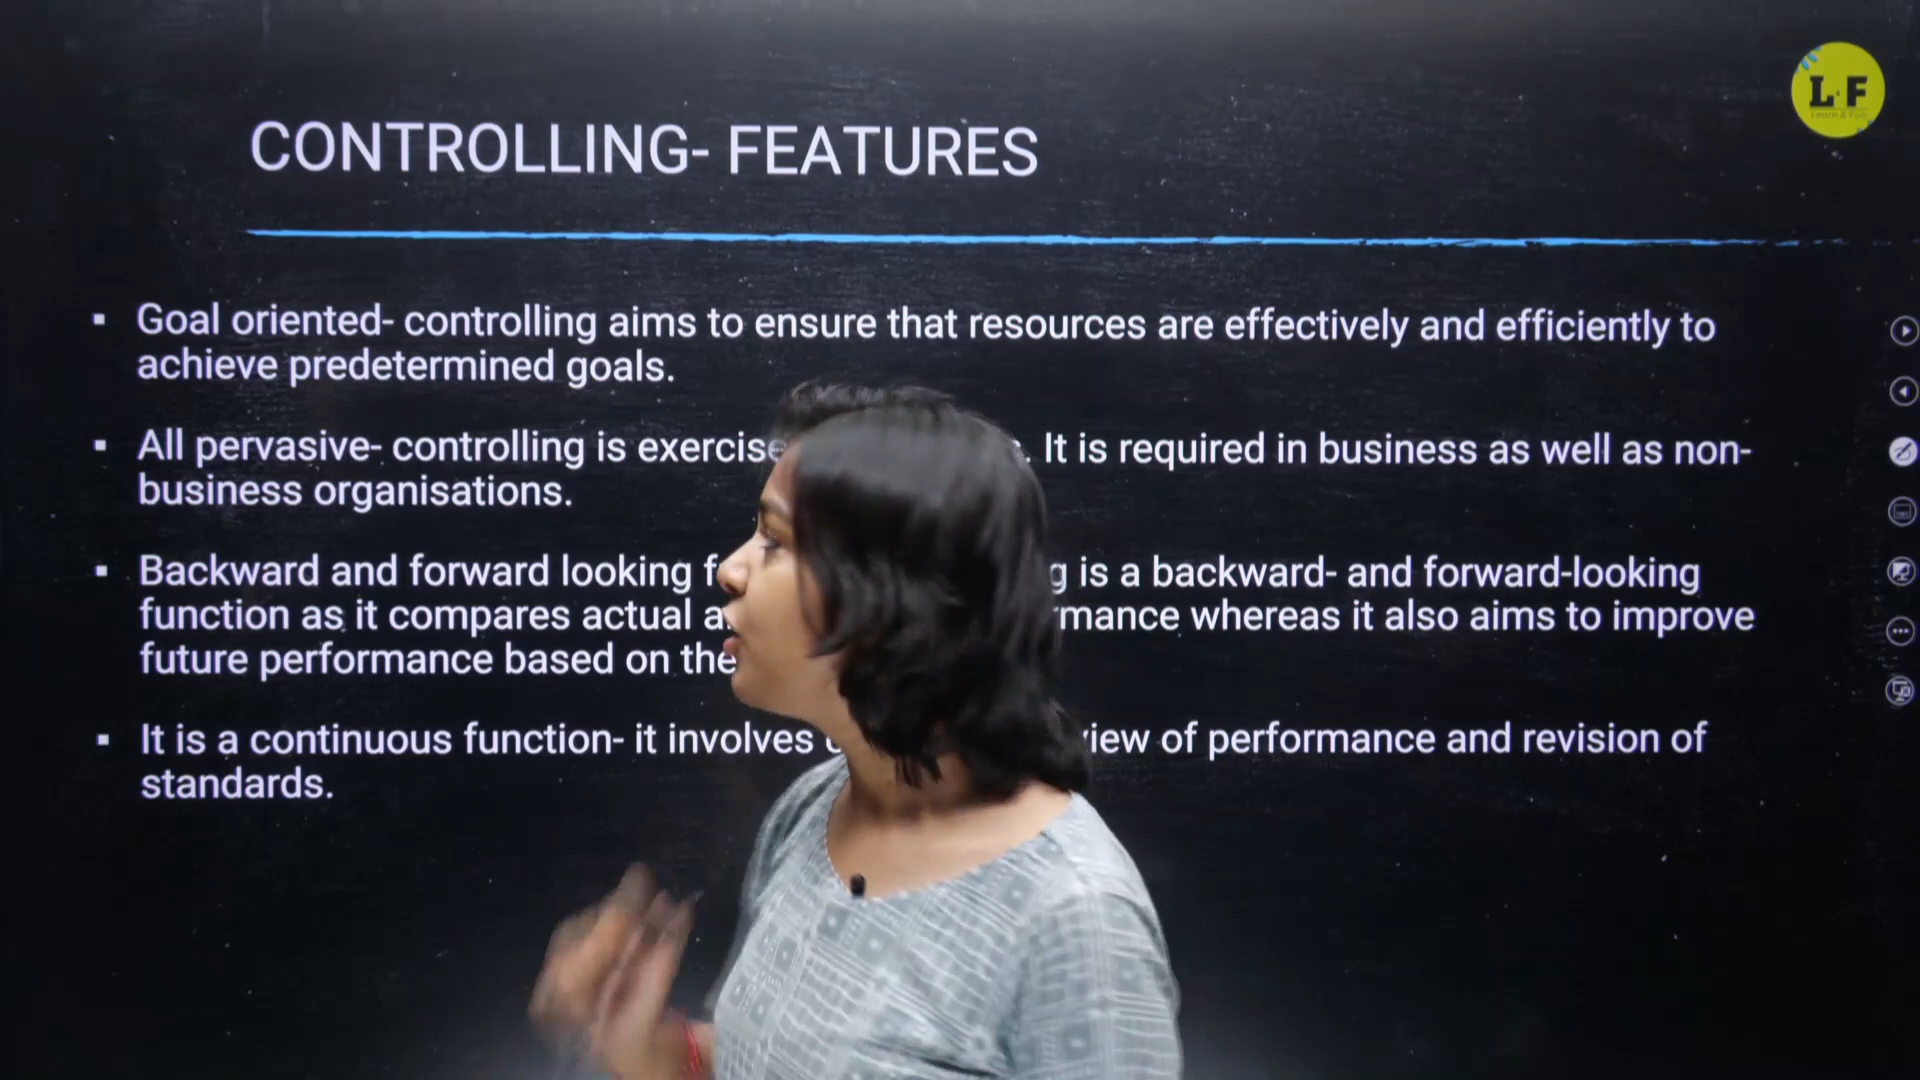 L&F
Learn & Fun
CONTROLLING- FEATURES
▪ Goal oriented- controlling aims to ensure that resources are effectively and efficiently to
achieve predetermined goals.
▪ All pervasive- controlling is It is required in business as well as non-
business organisations.
▪ Backward and forward looking is a backward- and forward-looking
function as it compares actual whereas it also aims to improve
future performance based on the
▪ It is a continuous function- it involves of performance and revision of
standards.